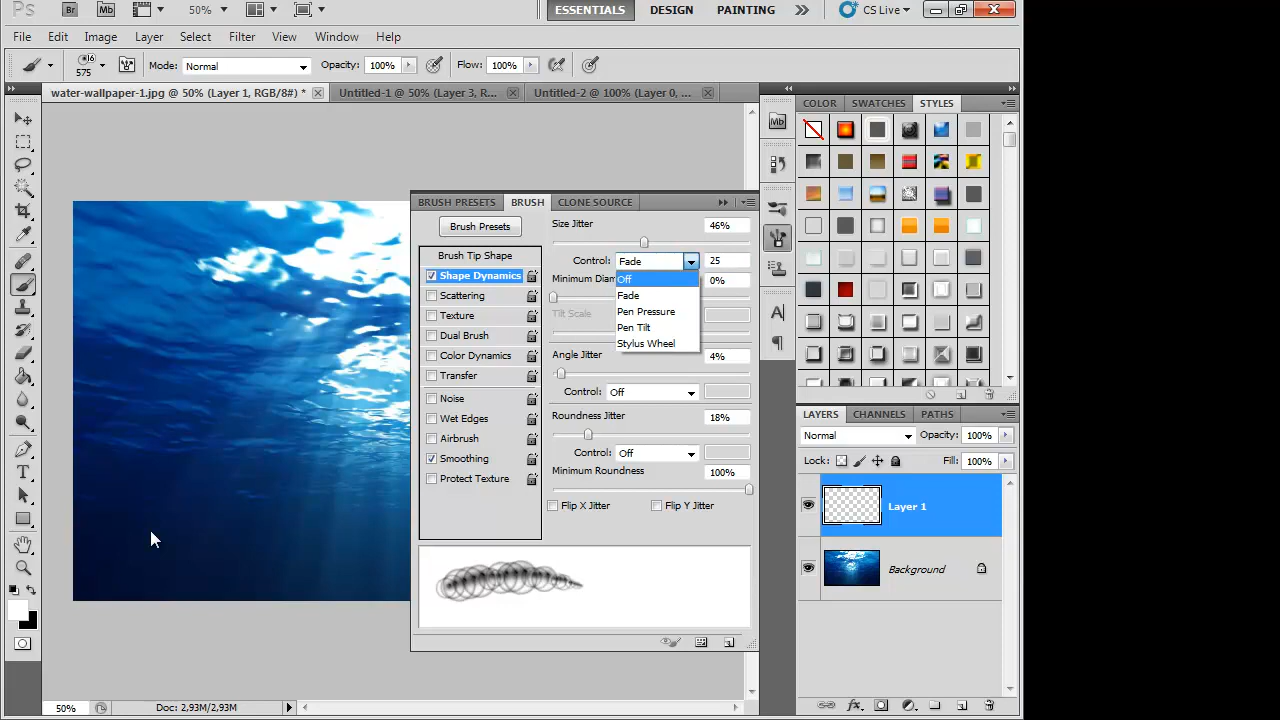 Ps Br Mb 50% ESSENTIALS DESIGN PAINTING CS Live
File Edit Image Layer Select Filter View Window Help
575 Mode: Normal Opacity: 100% Flow: 100%
water-wallpaper-1.jpg @ 50% (Layer 1, RGB/8#) * Untitled-1 @ 50% (Layer 3, R... Untitled-2 @ 100% (Layer 0, ...
COLOR SWATCHES STYLES
Mb
BRUSH PRESETS BRUSH CLONE SOURCE
Brush Presets Size Jitter 46%
Brush Tip Shape Control: Fade 25
Shape Dynamics Minimum Diam 0%
Off
Scattering Fade
Texture Pen Pressure
Tilt Scale
Dual Brush Pen Tilt
Stylus Wheel
Color Dynamics Angle Jitter 4%
Transfer
Control: Off
Noise
Wet Edges Roundness Jitter 18%
Airbrush
Control: Off
Smoothing
Minimum Roundness 100%
Protect Texture
Flip X Jitter Flip Y Jitter
LAYERS CHANNELS PATHS
Normal Opacity: 100%
Lock: Fill: 100%
Layer 1
Background
50% Doc: 2,93M/2,93M